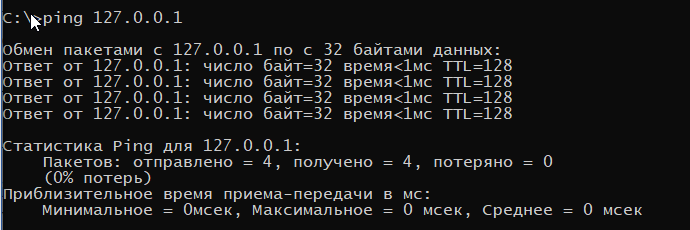 C:\>ping 127.0.0.1
Обмен пакетами с 127.0.0.1 по с 32 байтами данных:
Ответ от 127.0.0.1: число байт=32 время<1мс TTL=128
Ответ от 127.0.0.1: число байт=32 время<1мс TTL=128
Ответ от 127.0.0.1: число байт=32 время<1мс TTL=128
Ответ от 127.0.0.1: число байт=32 время<1мс TTL=128
Статистика Ping для 127.0.0.1:
Пакетов: отправлено = 4, получено = 4, потеряно = 0
(0% потерь)
Приблизительное время приема-передачи в мс:
Минимальное = 0мсек, Максимальное = 0 мсек, Среднее = 0 мсек